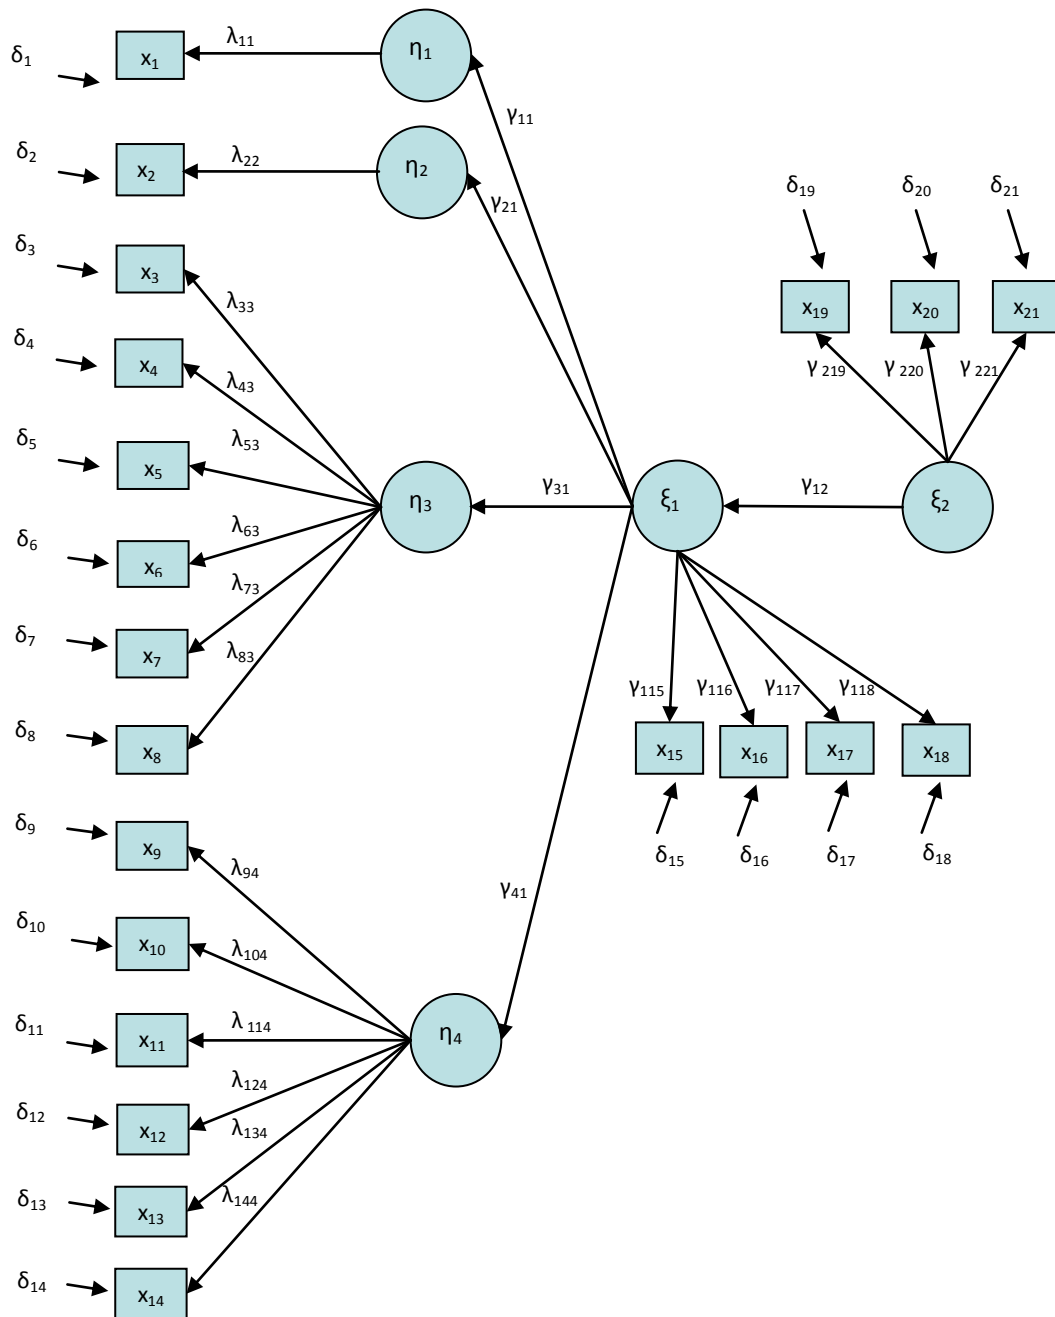 δ₁ x₁ λ₁₁ η₁
γ₁₁
δ₂ x₂ λ₂₂ η₂
γ₂₁
δ₁₉ δ₂₀ δ₂₁
δ₃ x₃ λ₃₃
x₁₉ x₂₀ x₂₁
δ₄ x₄ λ₄₃
γ ₂₁₉ γ ₂₂₀ γ ₂₂₁
δ₅ x₅ λ₅₃
η₃ γ₃₁ ξ₁ γ₁₂ ξ₂
δ₆ x₆ λ₆₃
δ₇ x₇ λ₇₃
δ₈ x₈ λ₈₃
γ₁₁₅ γ₁₁₆ γ₁₁₇ γ₁₁₈
x₁₅ x₁₆ x₁₇ x₁₈
δ₁₅ δ₁₆ δ₁₇ δ₁₈
δ₉ x₉ λ₉₄
γ₄₁
δ₁₀ x₁₀ λ₁₀₄
δ₁₁ x₁₁ λ ₁₁₄ η₄
δ₁₂ x₁₂ λ₁₂₄
δ₁₃ x₁₃ λ₁₃₄
δ₁₄ x₁₄ λ₁₄₄